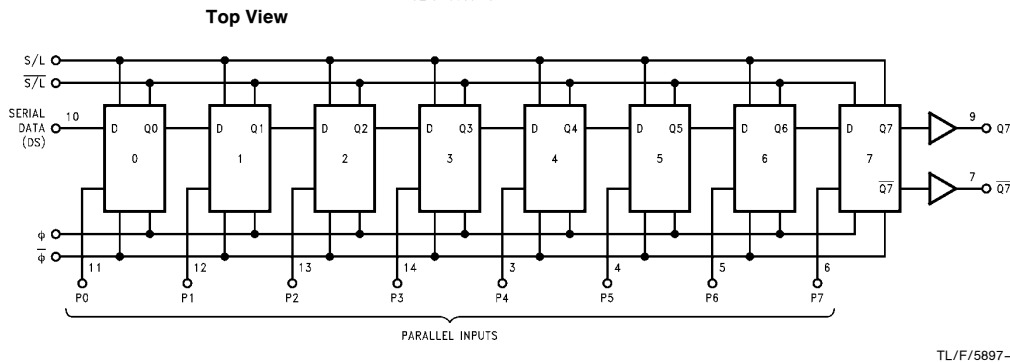 Top View
S/L
S/L
SERIAL DATA (DS)
10
D Q0 D Q1 D Q2 D Q3 D Q4 D Q5 D Q6 D Q7
9 Q7
0 1 2 3 4 5 6 7
Q7
7 Q7
ϕ
ϕ
11 12 13 14 3 4 5 6
P0 P1 P2 P3 P4 P5 P6 P7
PARALLEL INPUTS
TL/F/5897–